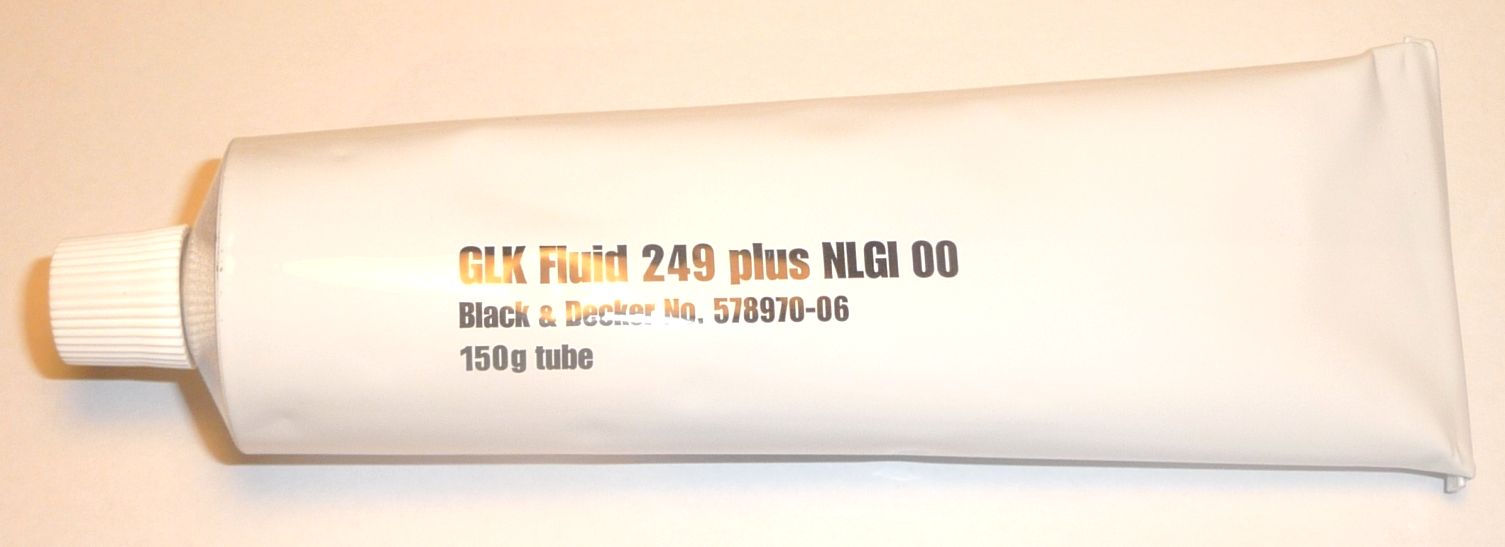 GLK Fluid 249 plus NLGI 00
Black & Decker No. 578970-06
150g tube